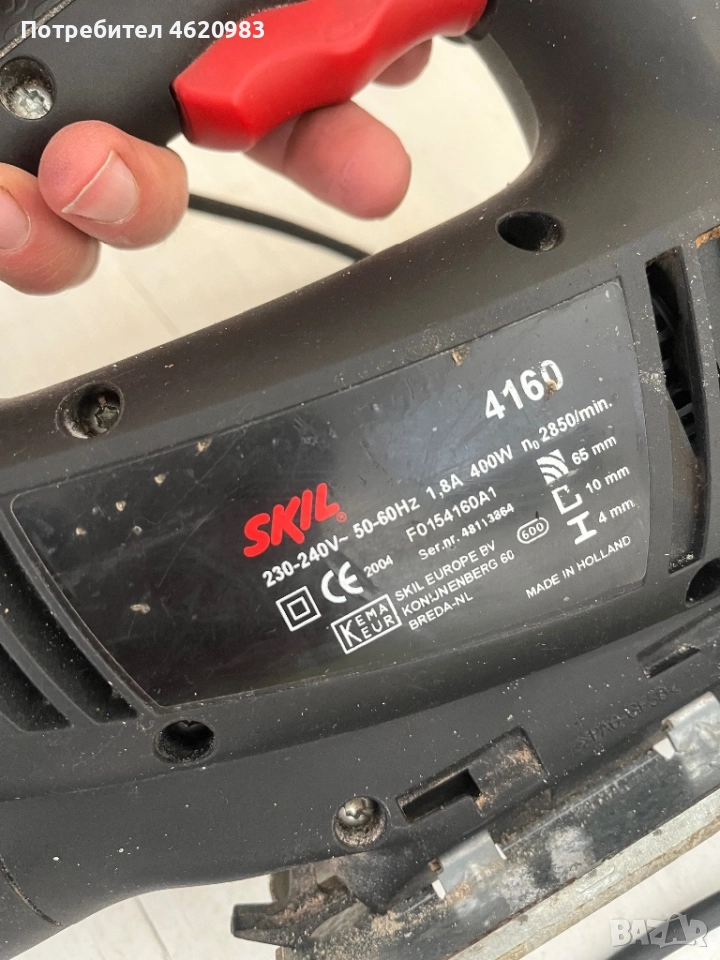 Потребител 4620983
4160
SKIL®
230-240V~ 50-60Hz 1,8A 400W n₀ 2850/min.
CE 2004 F0154160A1
Ser.nr. 48113864
65 mm
10 mm
4 mm
600
KEMA
KEUR
SKIL EUROPE BV
KONIJNENBERG 60
BREDA-NL
MADE IN HOLLAND
BAZAR